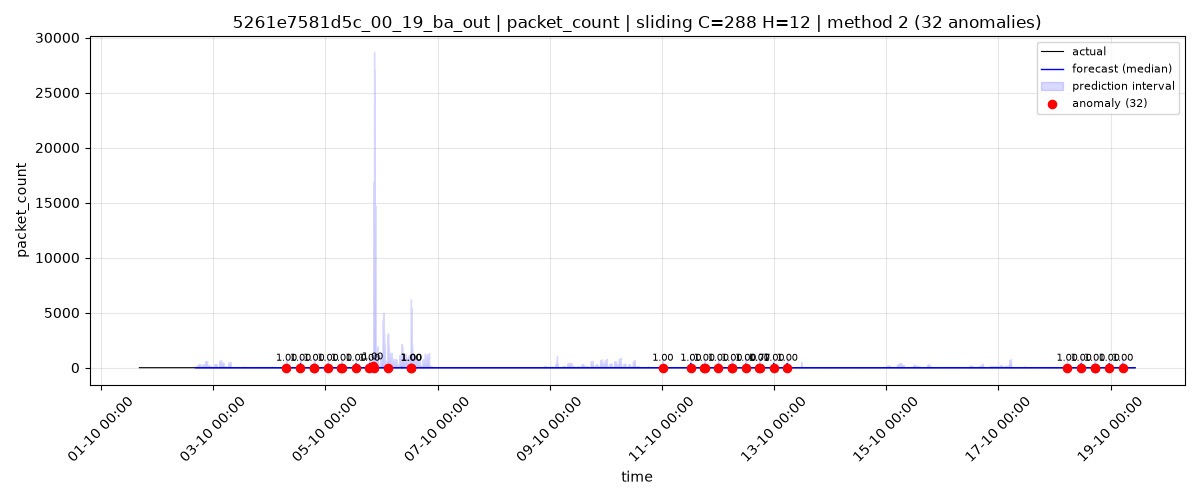 5261e7581d5c_00_19_ba_out | packet_count | sliding C=288 H=12 | method 2 (32 anomalies)
actual
forecast (median)
prediction interval
anomaly (32)
packet_count
30000
25000
20000
15000
10000
5000
0
1.00
1.00
1.00
01-10 00:00
03-10 00:00
05-10 00:00
07-10 00:00
09-10 00:00
11-10 00:00
13-10 00:00
15-10 00:00
17-10 00:00
19-10 00:00
time